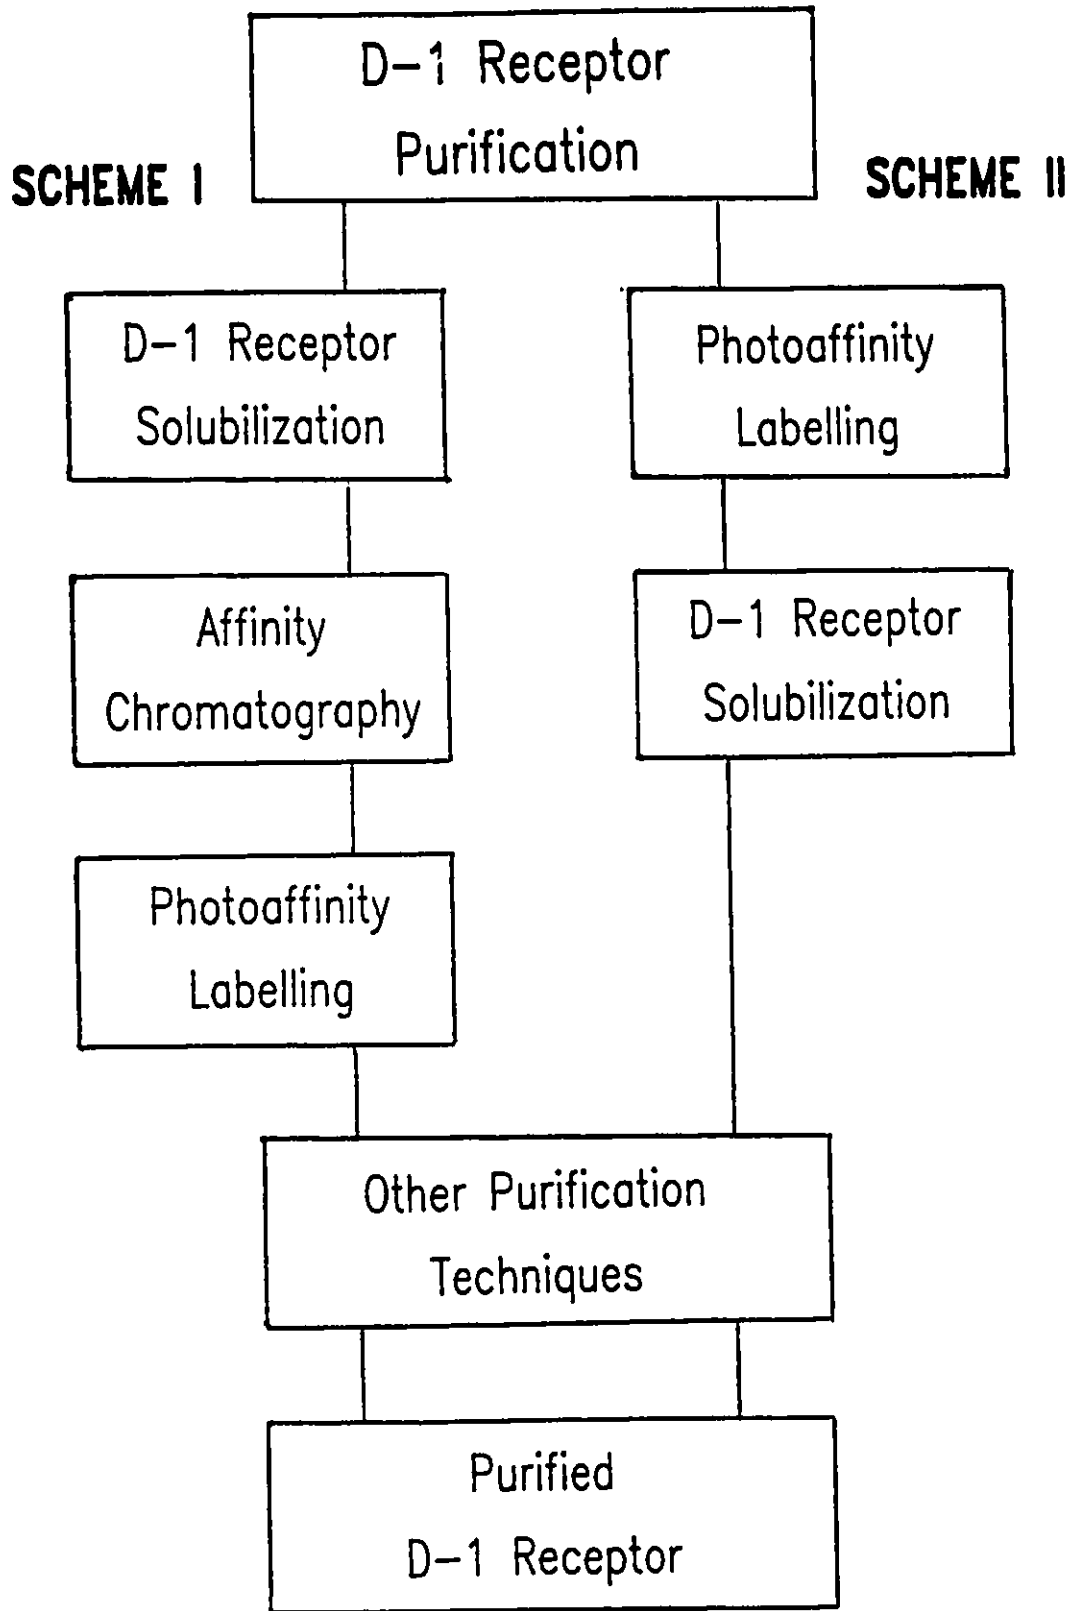 D-1 Receptor
Purification
SCHEME I
SCHEME II
D-1 Receptor
Solubilization
Photoaffinity
Labelling
Affinity
Chromatography
D-1 Receptor
Solubilization
Photoaffinity
Labelling
Other Purification
Techniques
Purified
D-1 Receptor